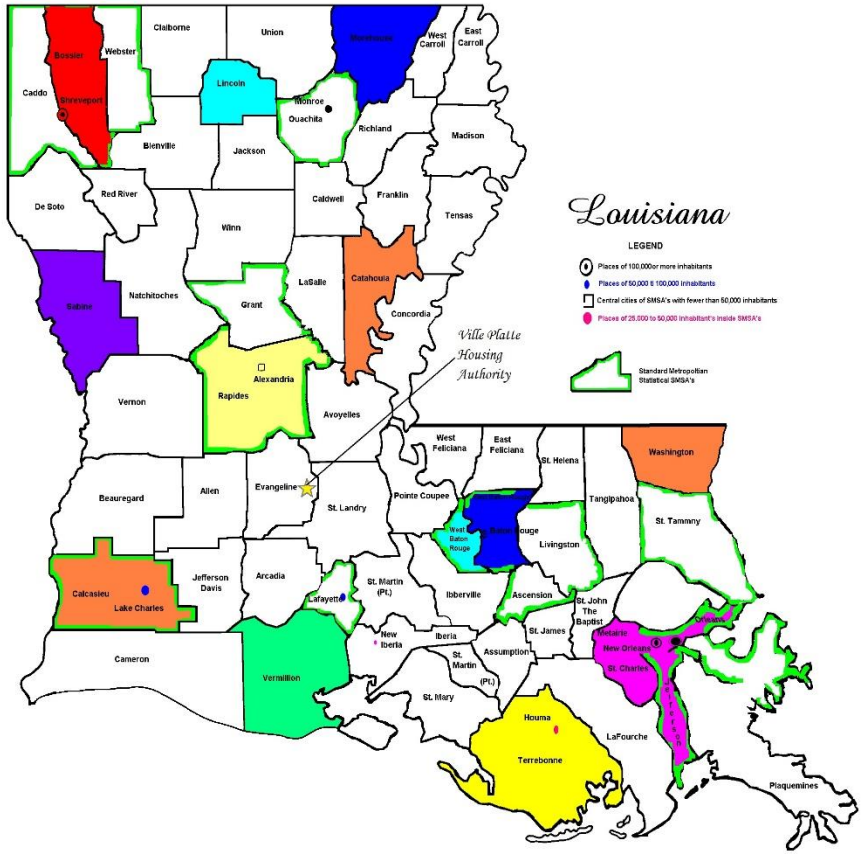 Claiborne
Union
Morehouse
West
Carroll
East
Carroll
Bossier
Webster
Caddo
Shreveport
Lincoln
Monroe
Ouachita
Richland
Madison
Bienville
Jackson
De Soto
Red River
Caldwell
Franklin
Tensas
Winn
Natchitoches
LaSalle
Catahoula
Concordia
Sabine
Grant
Louisiana
LEGEND
Places of 100,000or more inhabitants
Places of 50,000 ti 100,000 inhabitants
Central cities of SMSA's with fewer than 50,000 inhabitants
Places of 25,000 to 50,000 inhabitant's inside SMSA's
Standard Metropoltian
Statistical SMSA's
Ville Platte
Housing
Authority
Alexandria
Rapides
Vernon
Avoyelles
West
Feliciana
East
Feliciana
St. Helena
Washington
Beauregard
Allen
Evangeline
St. Landry
Pointe Coupee
Tangipahoa
St. Tammny
West
Baton
Rouge
Baton Rouge
Livingston
Calcasieu
Lake Charles
Jefferson
Davis
Arcadia
Lafayette
St. Martin
(Pt.)
Ibberville
Ascension
St. John
The
Baptist
Orleans
Metairie
New Orleans
St. Charles
Jefferson
New
Iberia
Iberia
St.
Martin
(Pt.)
Assumption
St. James
Cameron
Vermillion
St. Mary
Houma
Terrebonne
LaFourche
Plaquemines